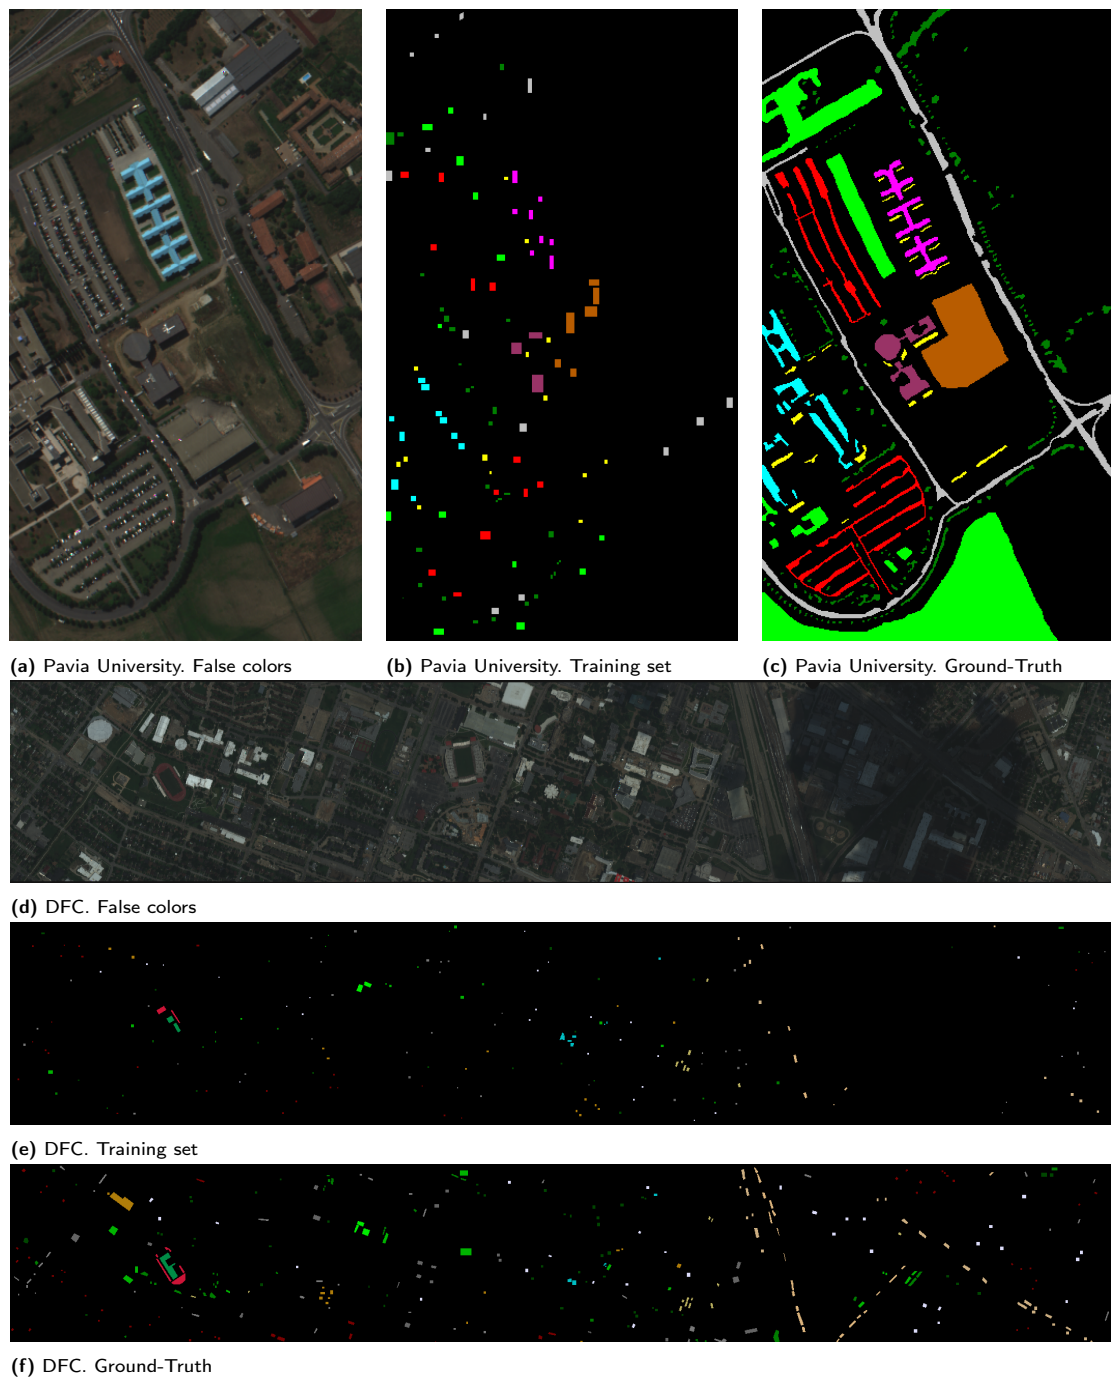 (a) Pavia University. False colors
(b) Pavia University. Training set
(c) Pavia University. Ground-Truth
(d) DFC. False colors
(e) DFC. Training set
(f) DFC. Ground-Truth